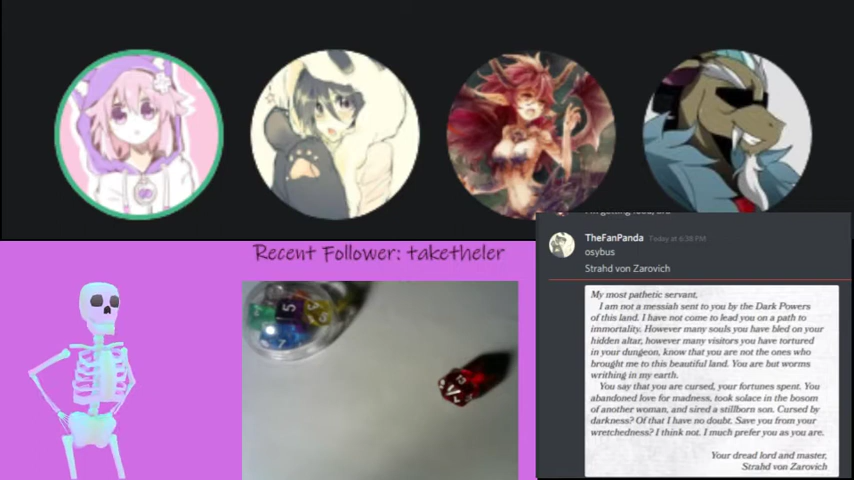 Recent Follower: taketheler
TheFanPanda Today at 6:38 PM
osybus
Strahd von Zarovich
My most pathetic servant,
I am not a messiah sent to you by the Dark Powers
of this land. I have not come to lead you on a path to
immortality. However many souls you have bled on your
hidden altar, however many visitors you have tortured
in your dungeon, know that you are not the ones who
brought me to this beautiful land. You are but worms
writhing in my earth.
You say that you are cursed, your fortunes spent. You
abandoned love for madness, took solace in the bosom
of another woman, and sired a stillborn son. Cursed by
darkness? Of that I have no doubt. Save you from your
wretchedness? I think not. I much prefer you as you are.
Your dread lord and master,
Strahd von Zarovich